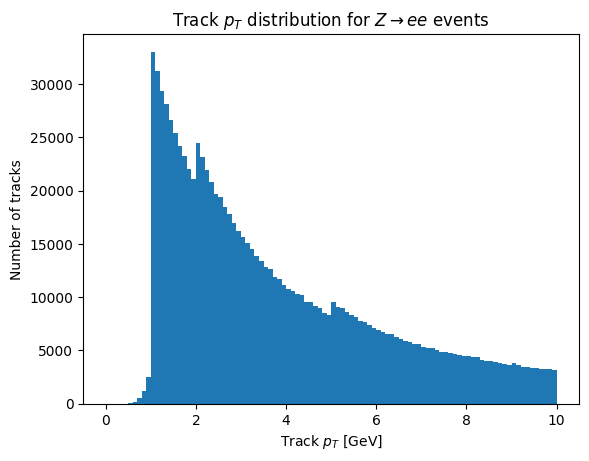 Track $p_T$ distribution for $Z \rightarrow ee$ events
Number of tracks
30000
25000
20000
15000
10000
5000
0
0 2 4 6 8 10
Track $p_T$ [GeV]